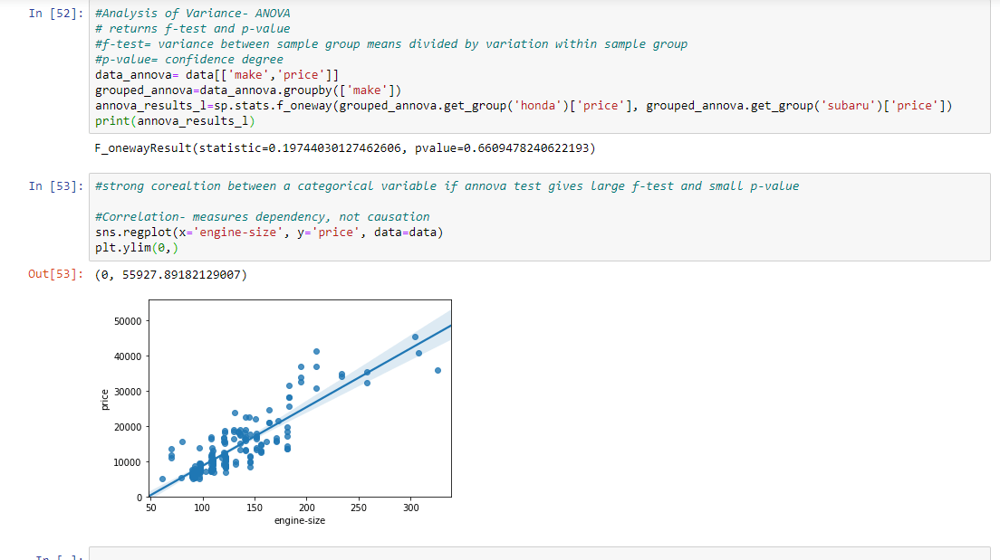 In [52]: #Analysis of Variance- ANOVA
# returns f-test and p-value
#f-test= variance between sample group means divided by variation within sample group
#p-value= confidence degree
data_annova= data[['make','price']]
grouped_annova=data_annova.groupby(['make'])
annova_results_l=sp.stats.f_oneway(grouped_annova.get_group('honda')['price'], grouped_annova.get_group('subaru')['price'])
print(annova_results_l)
F_onewayResult(statistic=0.19744030127462606, pvalue=0.6609478240622193)
In [53]: #strong corealtion between a categorical variable if annova test gives large f-test and small p-value
#Correlation- measures dependency, not causation
sns.regplot(x='engine-size', y='price', data=data)
plt.ylim(0,)
Out[53]: (0, 55927.89182129007)
50000
40000
30000
20000
10000
0
price
50 100 150 200 250 300
engine-size
In [ ]: